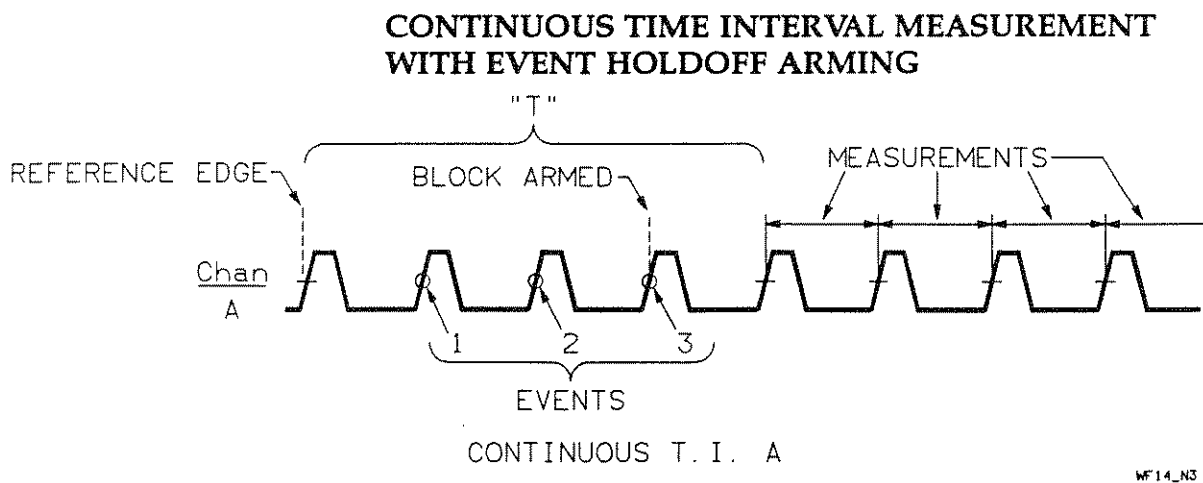 CONTINUOUS TIME INTERVAL MEASUREMENT
WITH EVENT HOLDOFF ARMING
"T"
REFERENCE EDGE
BLOCK ARMED
MEASUREMENTS
Chan
A
1
2
3
EVENTS
CONTINUOUS T. I. A
WF14_N3